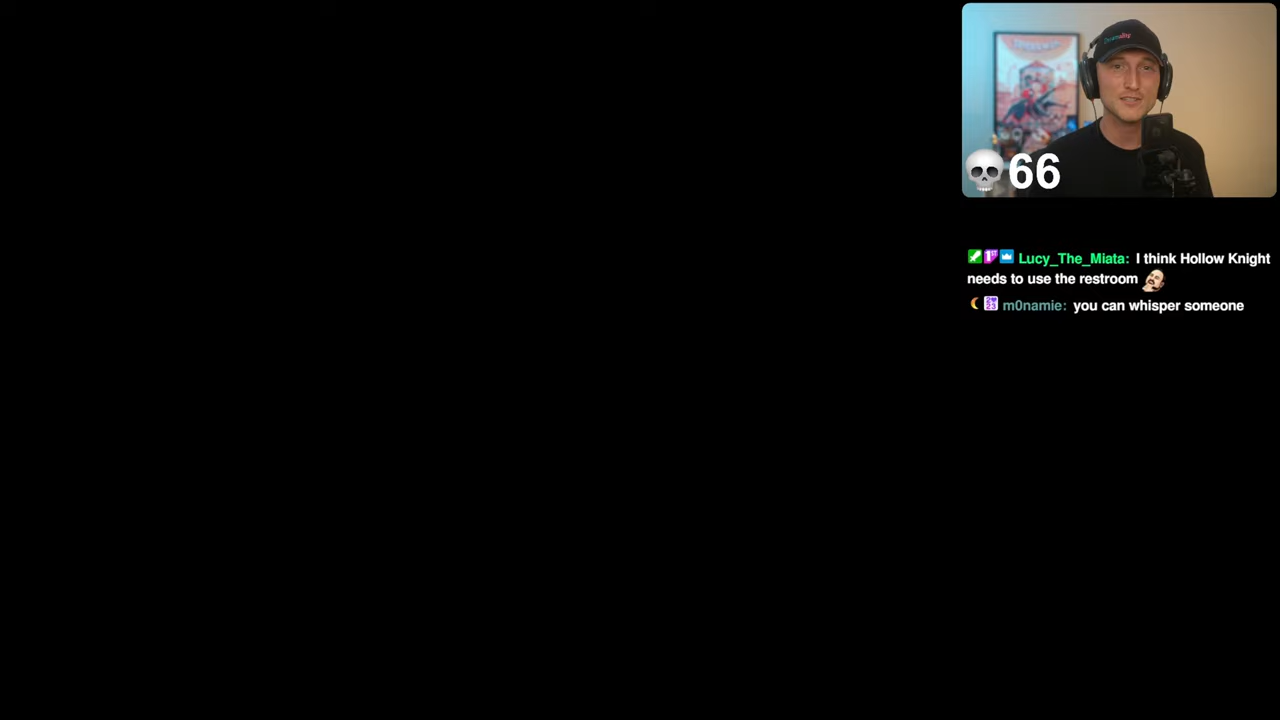 66
Lucy_The_Miata: I think Hollow Knight
needs to use the restroom
m0namie: you can whisper someone